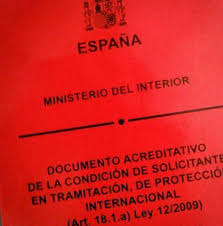 ESPAÑA
MINISTERIO DEL INTERIOR
DOCUMENTO ACREDITATIVO
DE LA CONDICIÓN DE SOLICITANTE
EN TRAMITACIÓN, DE PROTECCIÓN
INTERNACIONAL
(Art. 18.1.a) Ley 12/2009)